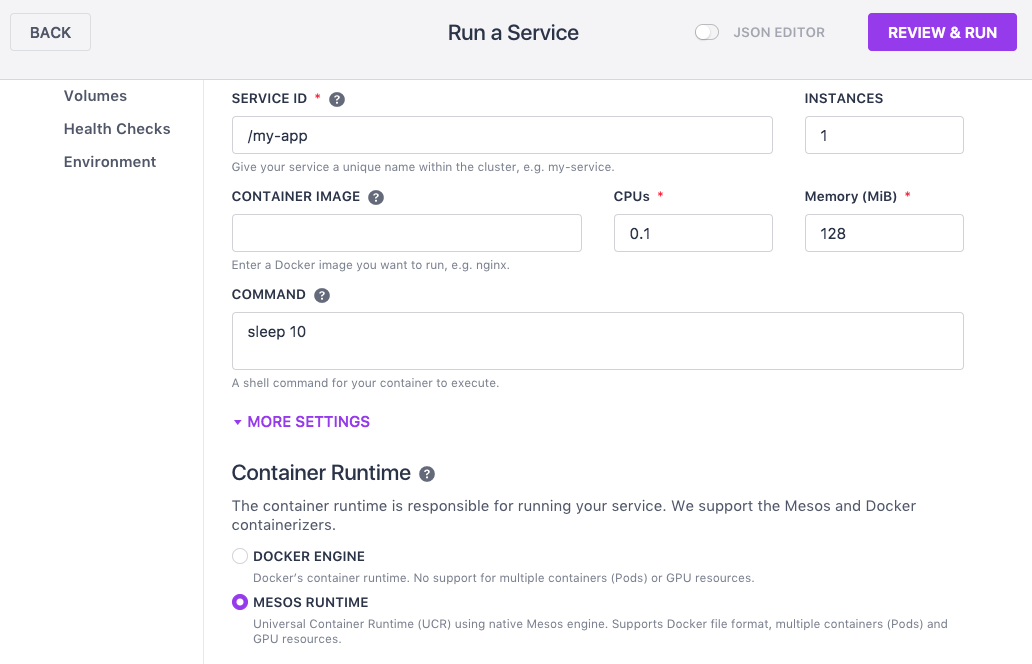 BACK
Run a Service
JSON EDITOR
REVIEW & RUN
Volumes
Health Checks
Environment
SERVICE ID * ?
INSTANCES
/my-app
1
Give your service a unique name within the cluster, e.g. my-service.
CONTAINER IMAGE ?
CPUs *
Memory (MiB) *
0.1
128
Enter a Docker image you want to run, e.g. nginx.
COMMAND ?
sleep 10
A shell command for your container to execute.
MORE SETTINGS
Container Runtime ?
The container runtime is responsible for running your service. We support the Mesos and Docker
containerizers.
DOCKER ENGINE
Docker’s container runtime. No support for multiple containers (Pods) or GPU resources.
MESOS RUNTIME
Universal Container Runtime (UCR) using native Mesos engine. Supports Docker file format, multiple containers (Pods) and
GPU resources.